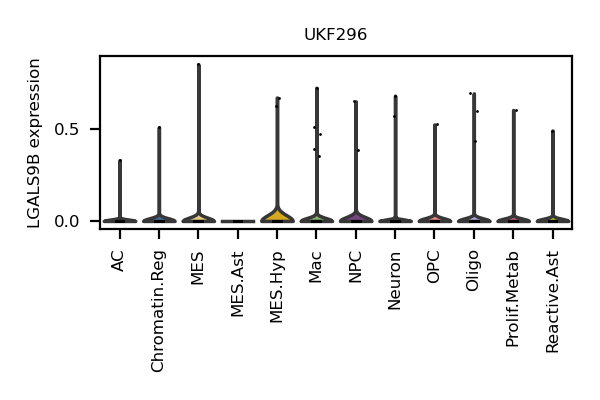 UKF296
LGALS9B expression
0.5
0.0
AC
Chromatin.Reg
MES
MES.Ast
MES.Hyp
Mac
NPC
Neuron
OPC
Oligo
Prolif.Metab
Reactive.Ast